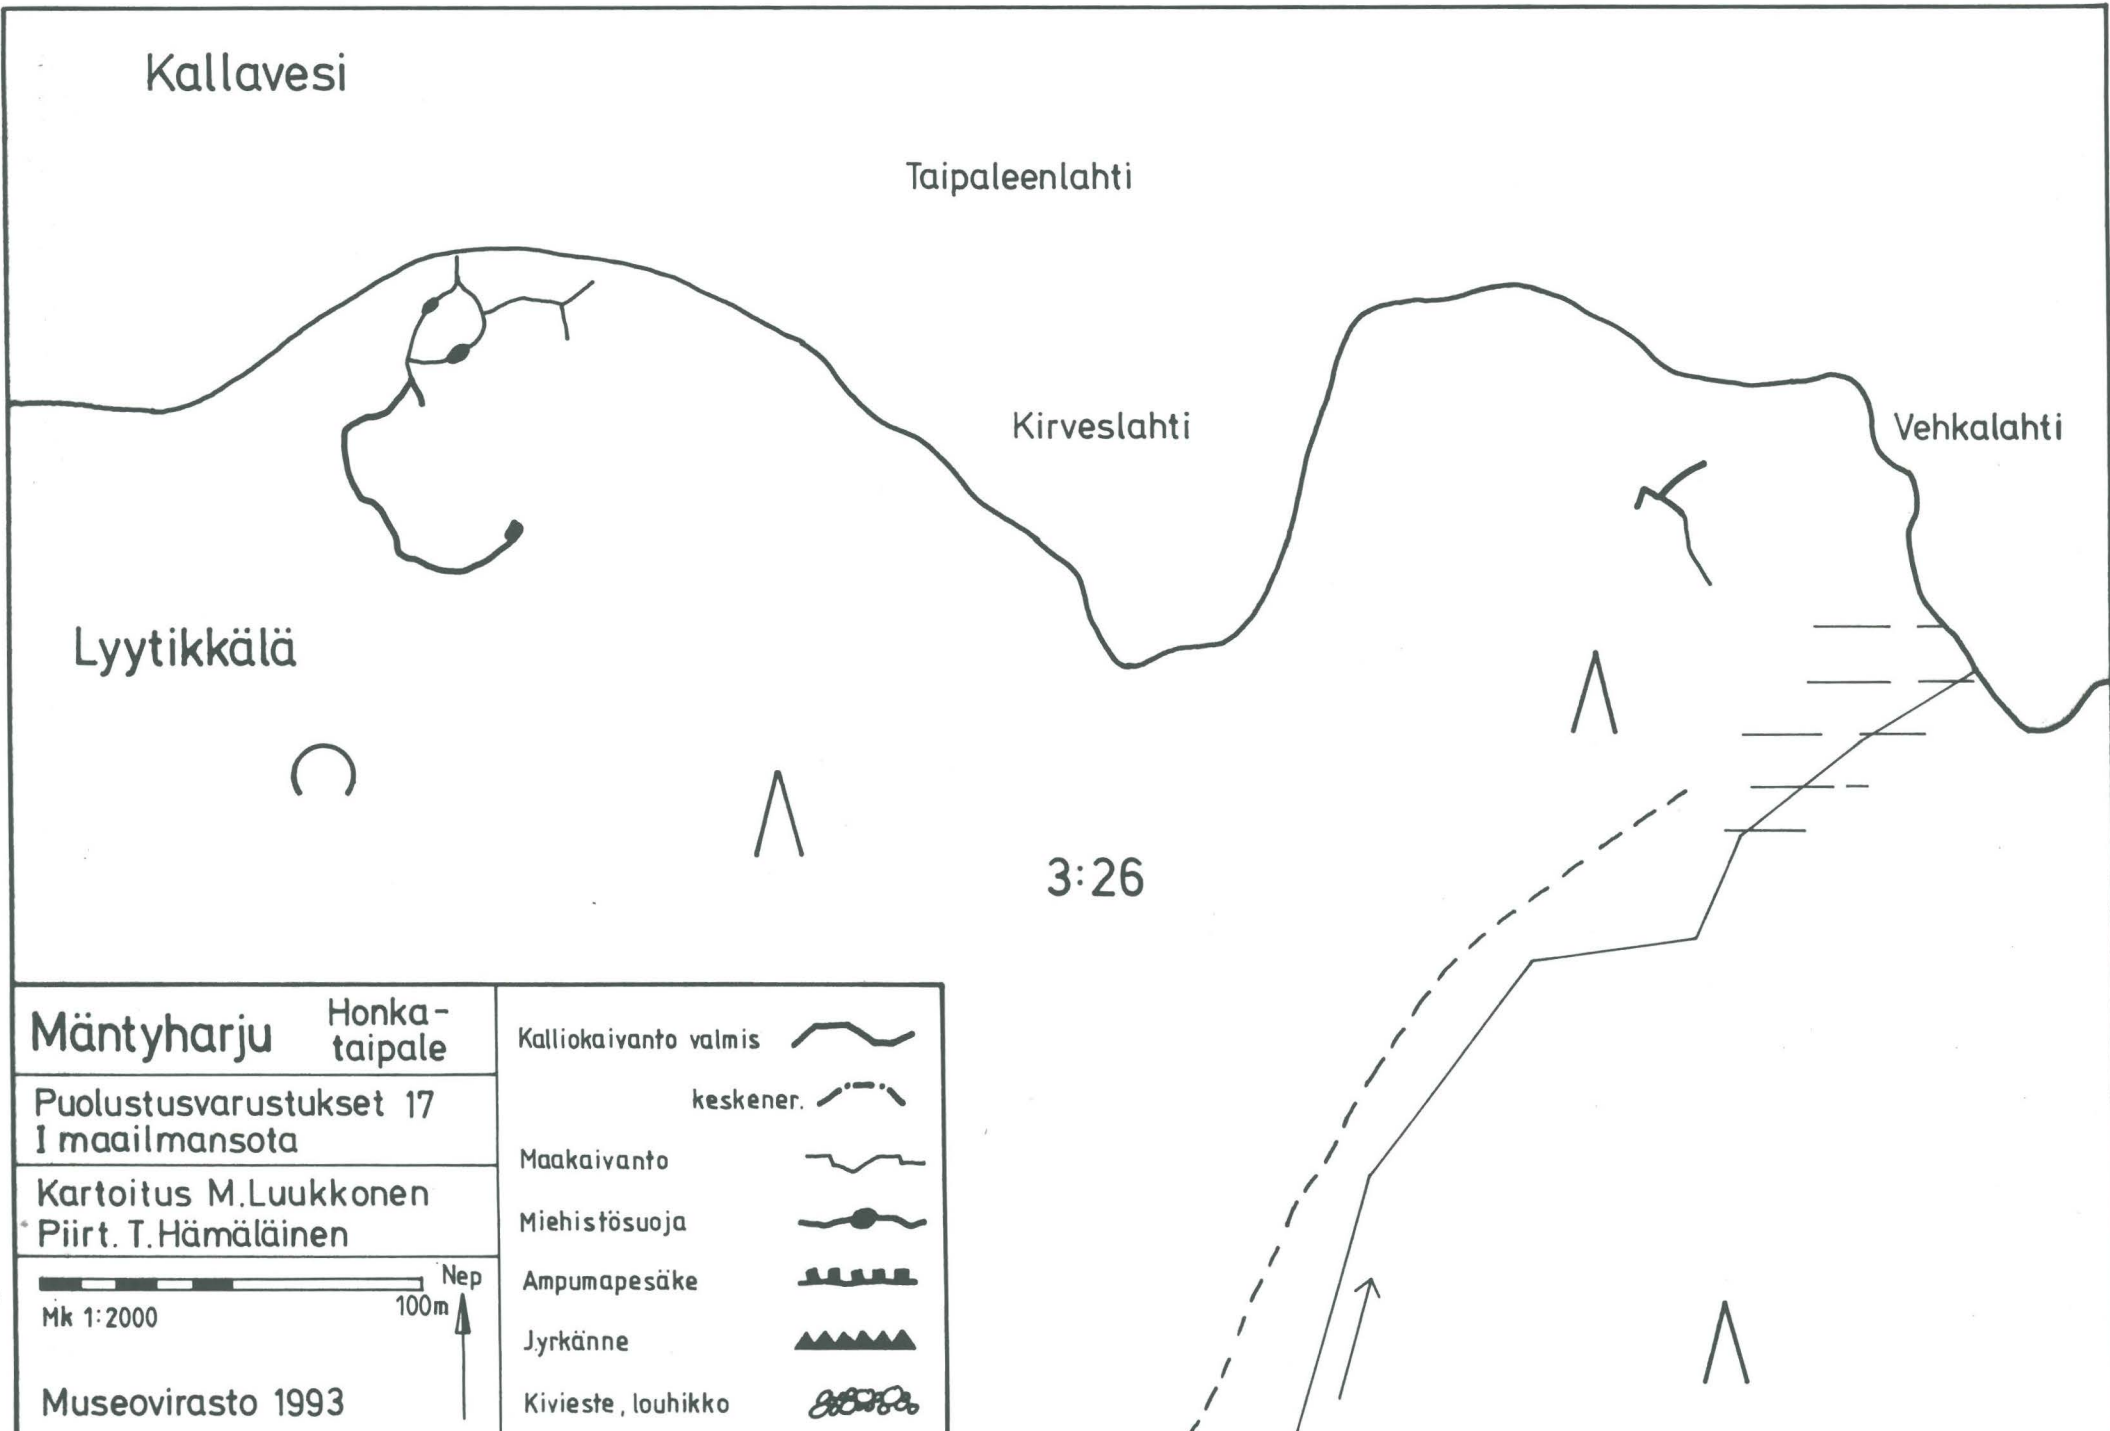 Kallavesi
Taipaleenlahti
Kirveslahti
Vehkalahti
Lyytikkälä
3:26
Mäntyharju
Honka-
taipale
Puolustusvarustukset 17
I maailmansota
Kartoitus M.Luukkonen
Piirt. T.Hämäläinen
Nep
100m
Mk 1:2000
Museovirasto 1993
Kalliokaivanto valmis
keskener.
Maakaivanto
Miehistösuoja
Ampumapesäke
Jyrkänne
Kivieste, louhikko